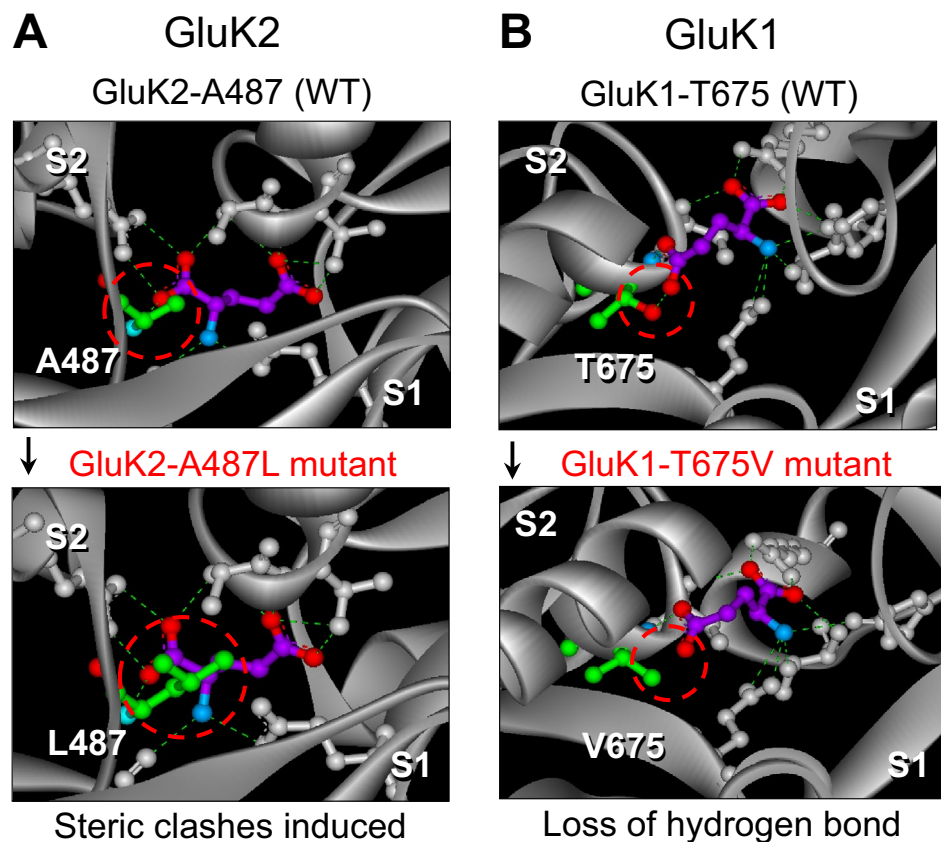 A
GluK2
GluK2-A487 (WT)
S2
A487
S1
GluK2-A487L mutant
S2
L487
S1
Steric clashes induced
B
GluK1
GluK1-T675 (WT)
S2
T675
S1
GluK1-T675V mutant
S2
V675
S1
Loss of hydrogen bond